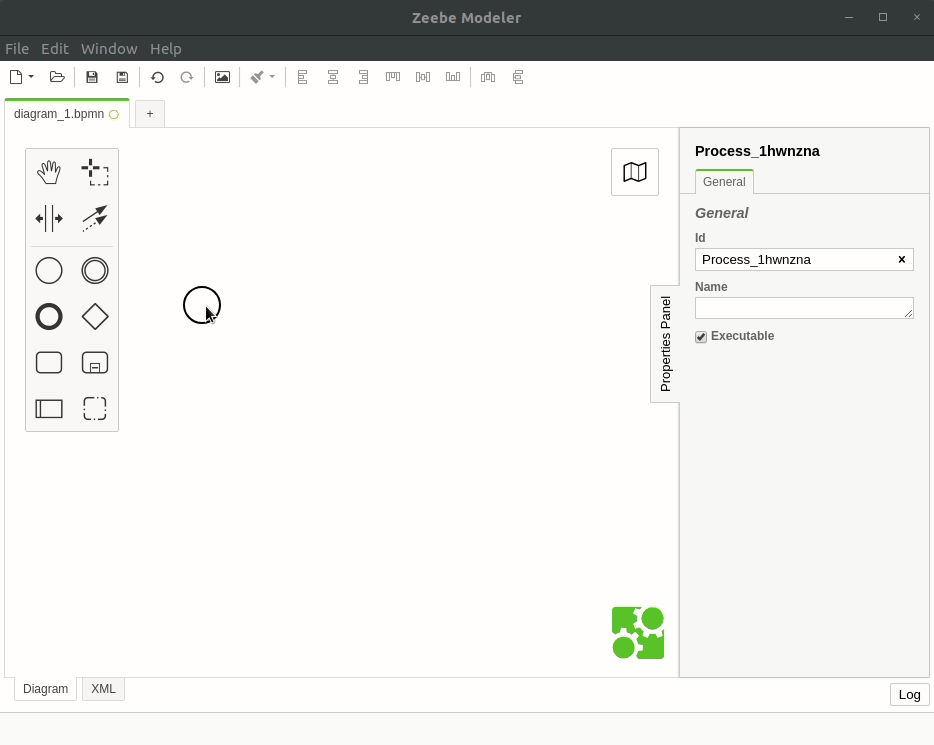 Zeebe Modeler
File Edit Window Help
diagram_1.bpmn +
Process_1hwnzna
General
General
Id
Process_1hwnzna
Name
Executable
Properties Panel
Diagram XML
Log